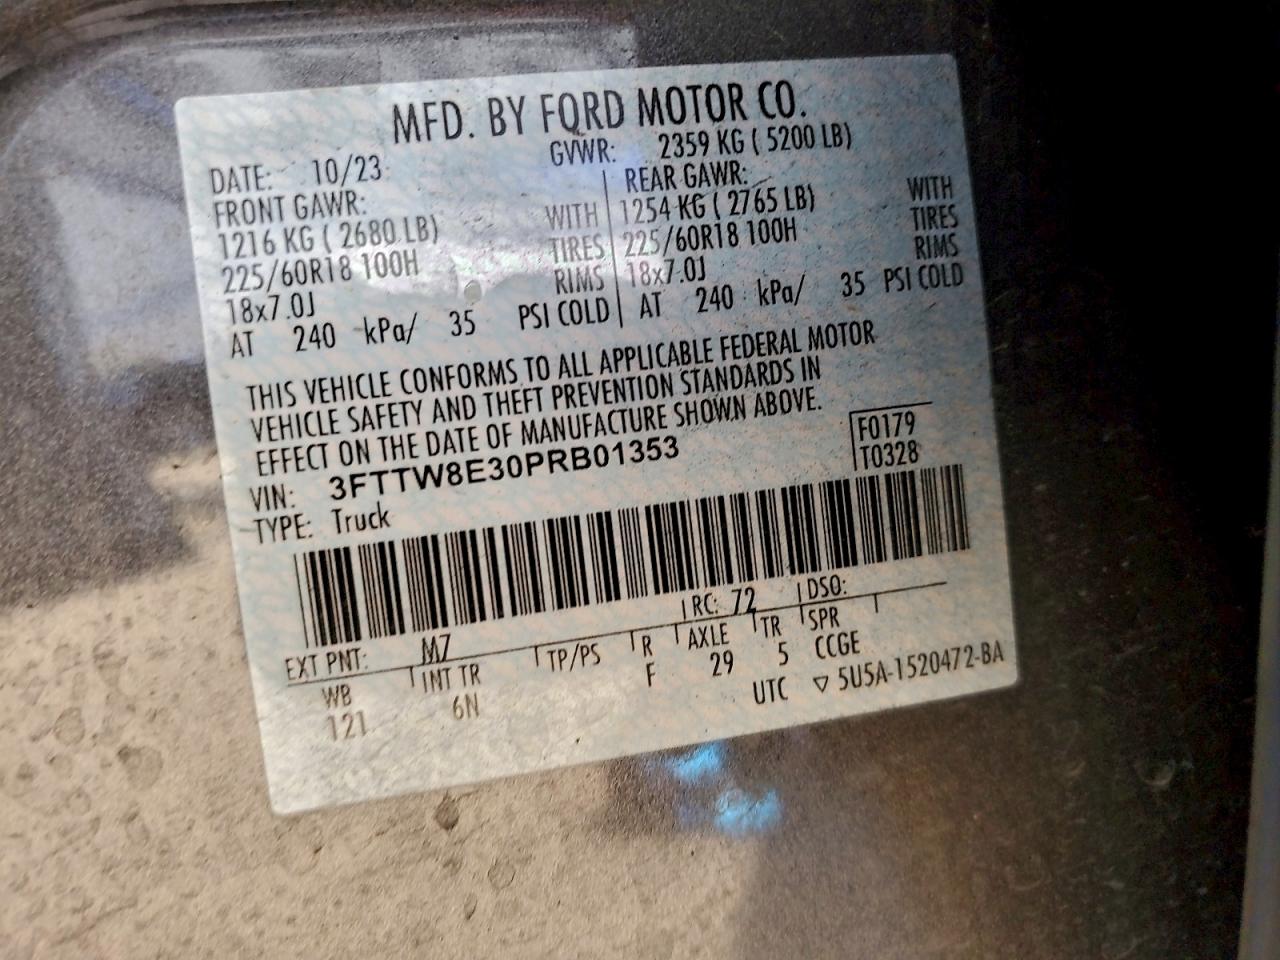 MFD. BY FORD MOTOR CO.
DATE: 10/23 GVWR: 2359 KG ( 5200 LB)
FRONT GAWR: REAR GAWR:
1216 KG ( 2680 LB) WITH 1254 KG ( 2765 LB) WITH
225/60R18 100H TIRES 225/60R18 100H TIRES
18x7.0J RIMS 18x7.0J RIMS
AT 240 kPa/ 35 PSI COLD AT 240 kPa/ 35 PSI COLD
THIS VEHICLE CONFORMS TO ALL APPLICABLE FEDERAL MOTOR
VEHICLE SAFETY AND THEFT PREVENTION STANDARDS IN
EFFECT ON THE DATE OF MANUFACTURE SHOWN ABOVE.
VIN: 3FTTW8E30PRB01353 F0179
TYPE: Truck T0328
EXT PNT: M7 RC: 72 DSO:
WB INT TR TP/PS R AXLE TR SPR
121 6N F 29 5 CCGE
UTC ▽ 5U5A-1520472-BA